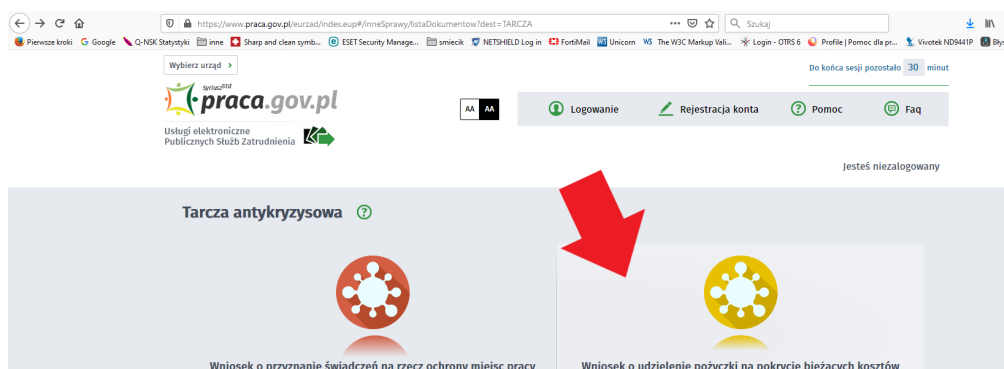 https://www.praca.gov.pl/eurzad/index.eup#/inneSprawy/listaDokumentow?dest=TARCZA
Szukaj
Pierwsze kroki G Google Q-NSK Statystyki inne Sharp and clean symb... ESET Security Manage... smiecik NETSHIELD Log in FortiMail Unicorn W3 The W3C Markup Vali... Login - OTRS 6 Profile | Pomoc dla pr... Vivotek ND9441P Błys
Wybierz urząd >
Do końca sesji pozostało 30 minut
syriuszStd
praca.gov.pl
AA AA
Logowanie Rejestracja konta Pomoc Faq
Usługi elektroniczne
Publicznych Służb Zatrudnienia
Jesteś niezalogowany
Tarcza antykryzysowa ?
Wniosek o przyznanie świadczeń na rzecz ochrony miejsc pracy Wniosek o udzielenie pożyczki na pokrycie bieżących kosztów